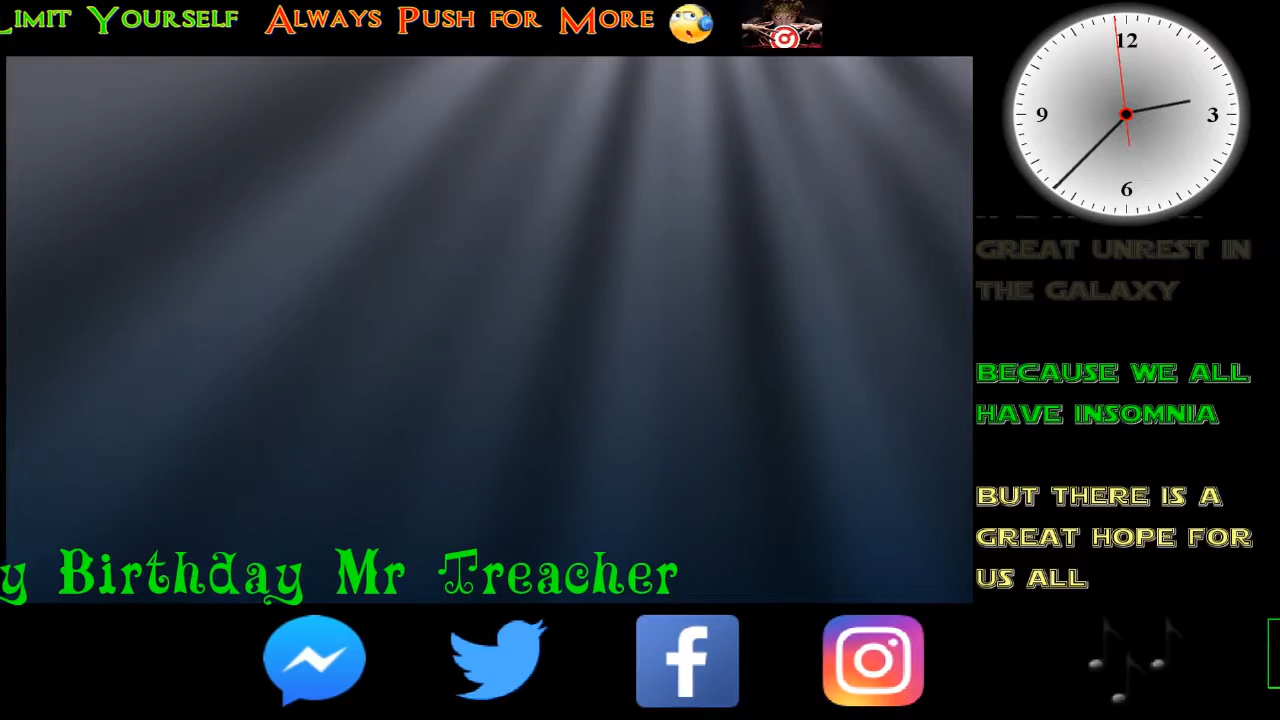 Limit Yourself Always Push for More
12
9 3
6
GREAT UNREST IN
THE GALAXY
BECAUSE WE ALL
HAVE INSOMNIA
BUT THERE IS A
GREAT HOPE FOR
US ALL
y Birthday Mr Treacher